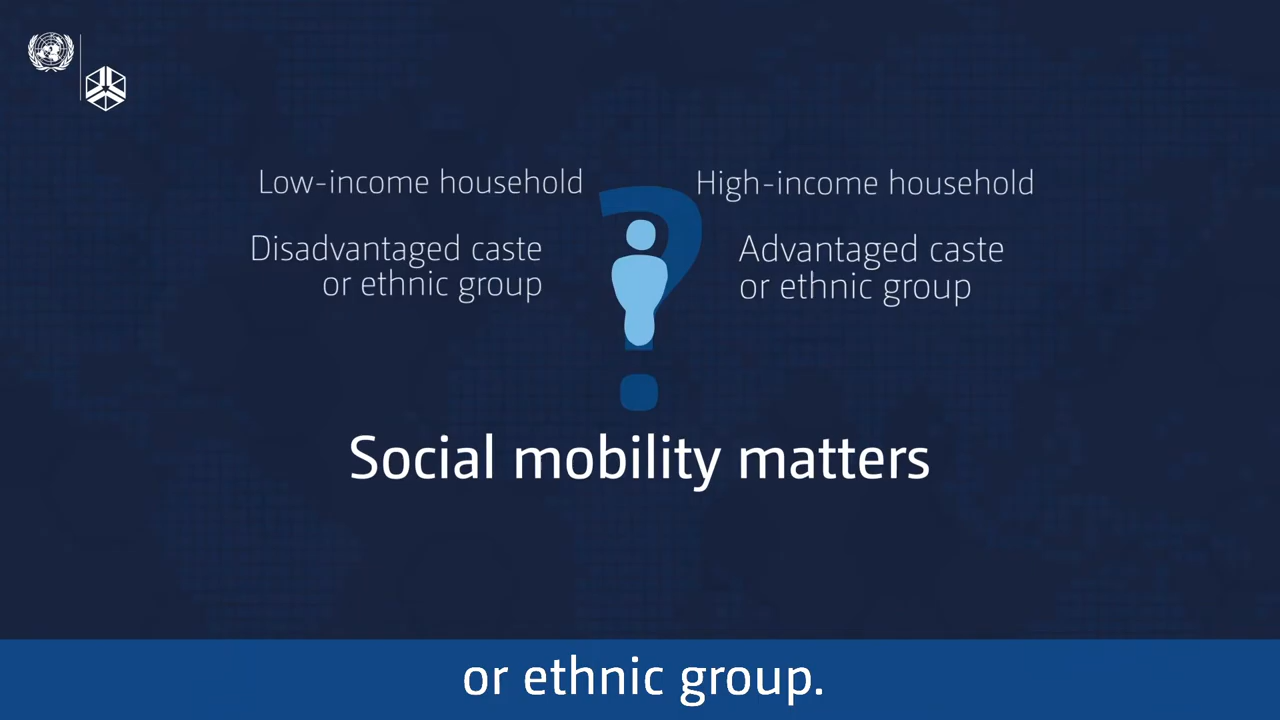 Low-income household
High-income household
Disadvantaged caste
or ethnic group
Advantaged caste
or ethnic group
?
Social mobility matters
or ethnic group.